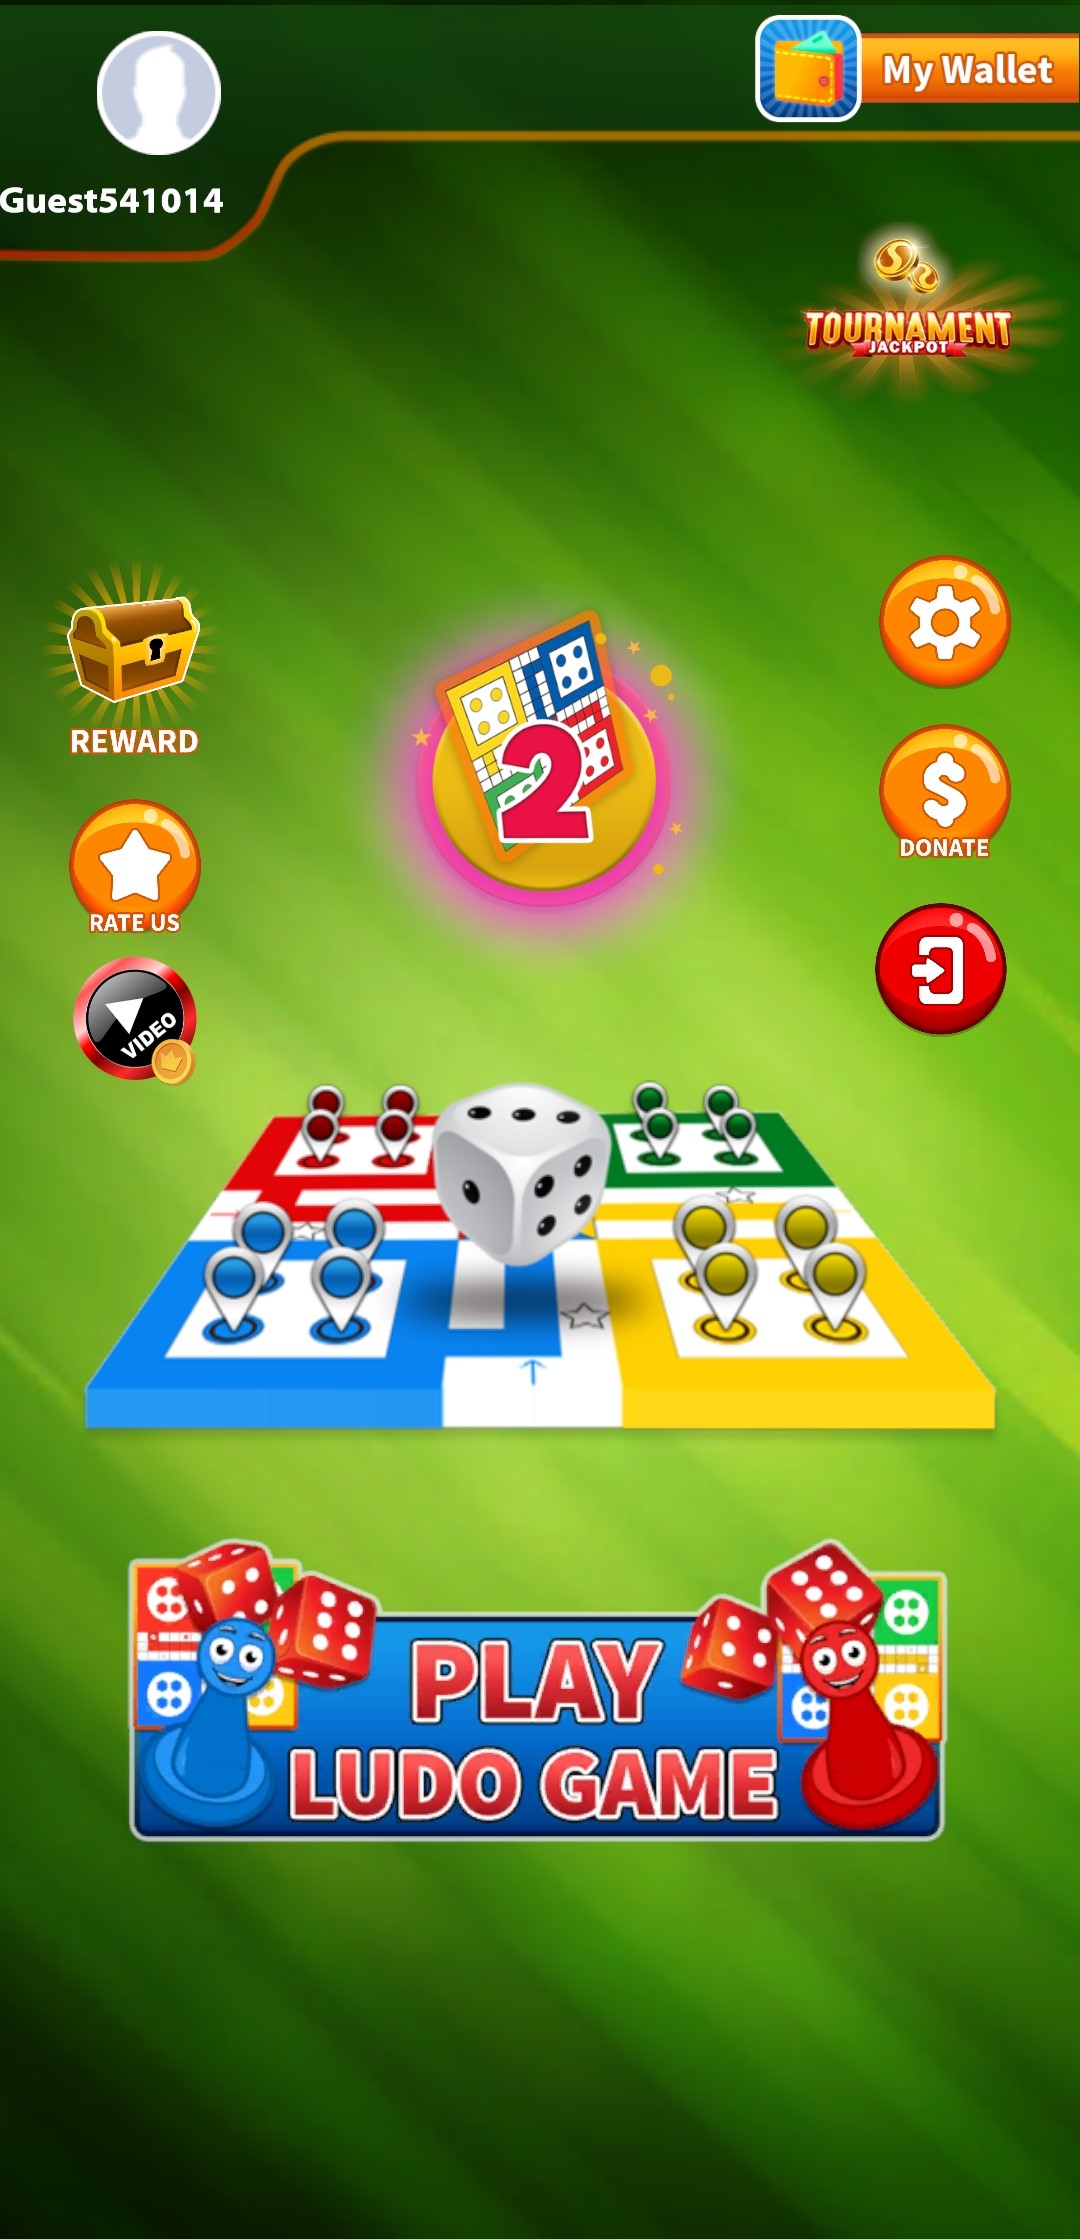 My Wallet
Guest541014
TOURNAMENT
JACKPOT
REWARD
2
DONATE
RATE US
VIDEO
PLAY
LUDO GAME